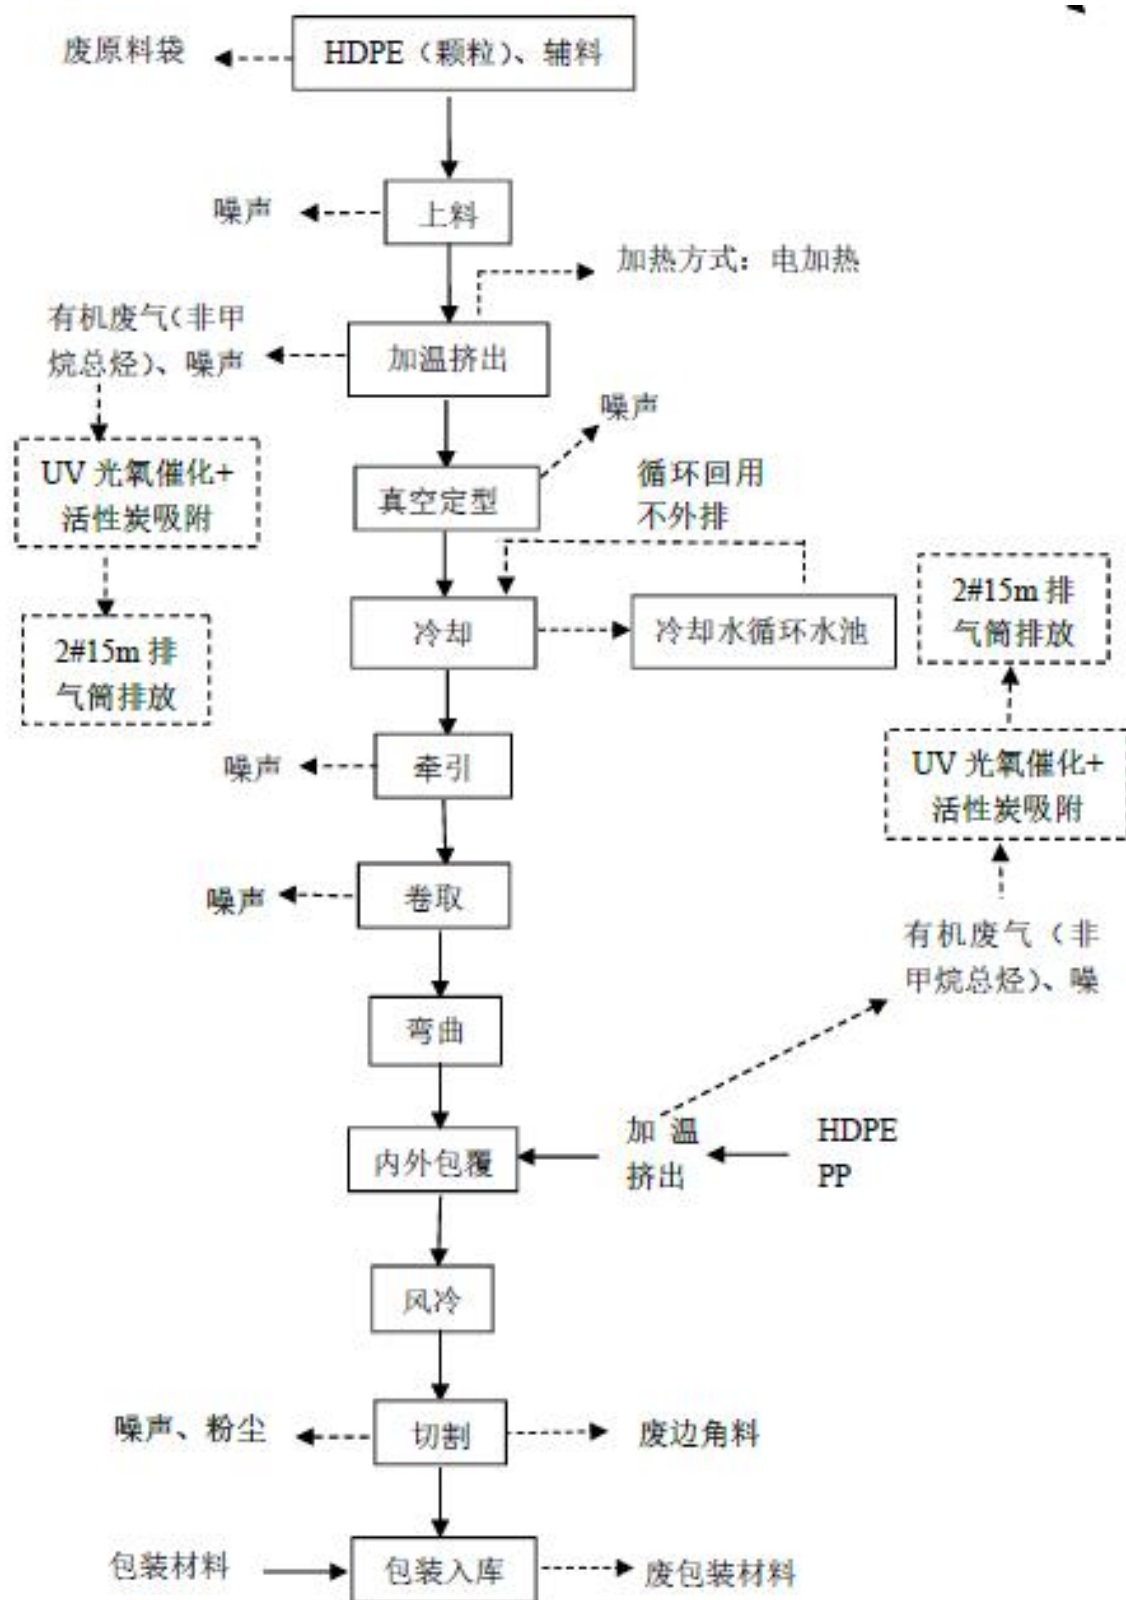 废原料袋
HDPE（颗粒）、辅料
噪声
上料
加热方式：电加热
有机废气（非甲
烷总烃）、噪声
加温挤出
噪声
UV 光氧催化+
活性炭吸附
真空定型
循环回用
不外排
2#15m 排
气筒排放
冷却
冷却水循环水池
2#15m 排
气筒排放
噪声
牵引
UV 光氧催化+
活性炭吸附
噪声
卷取
有机废气（非
甲烷总烃）、噪
弯曲
内外包覆
加 温
挤出
HDPE
PP
风冷
噪声、粉尘
切割
废边角料
包装材料
包装入库
废包装材料